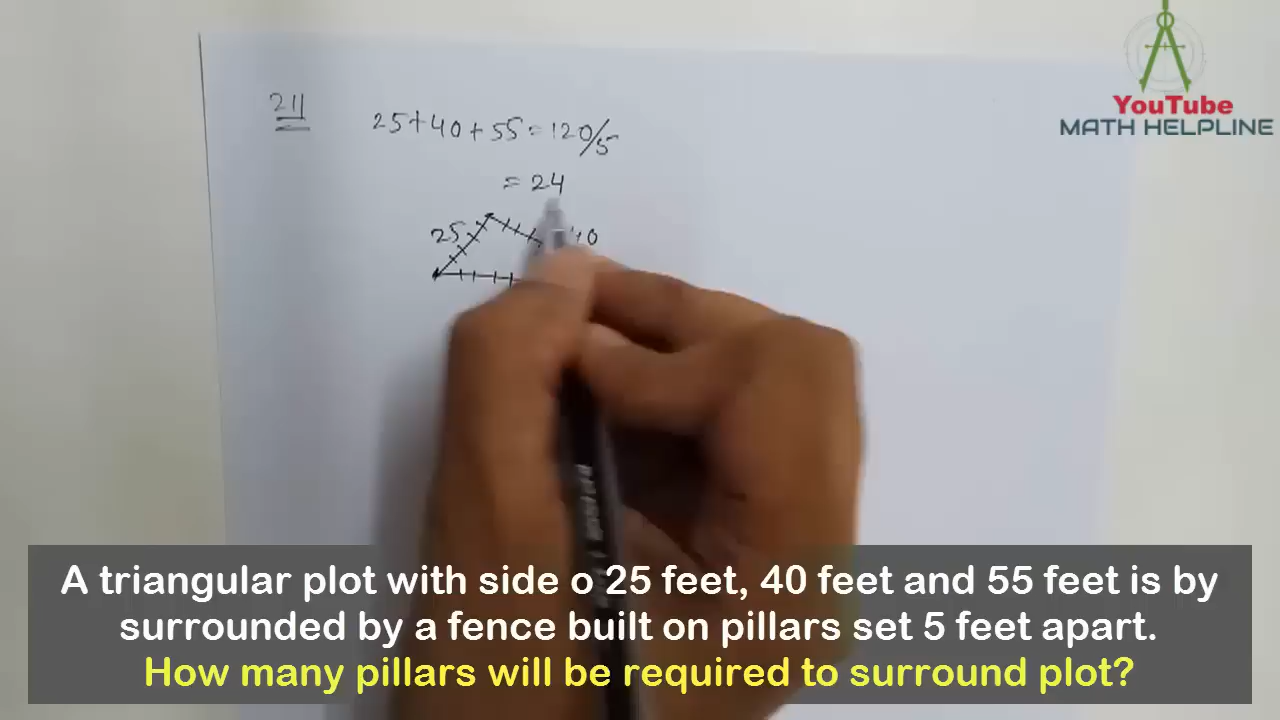 YouTube
MATH HELPLINE
211
25+40+55=120/5
=24
25
40
A triangular plot with side o 25 feet, 40 feet and 55 feet is by
surrounded by a fence built on pillars set 5 feet apart.
How many pillars will be required to surround plot?